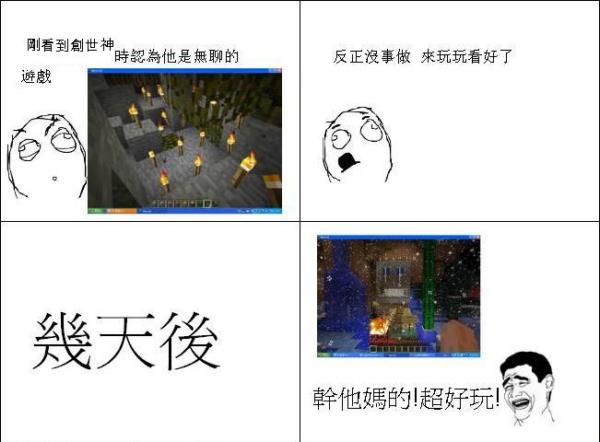 剛看到創世神
時認為他是無聊的
遊戲
反正沒事做 來玩玩看好了
幾天後
幹他媽的!超好玩!